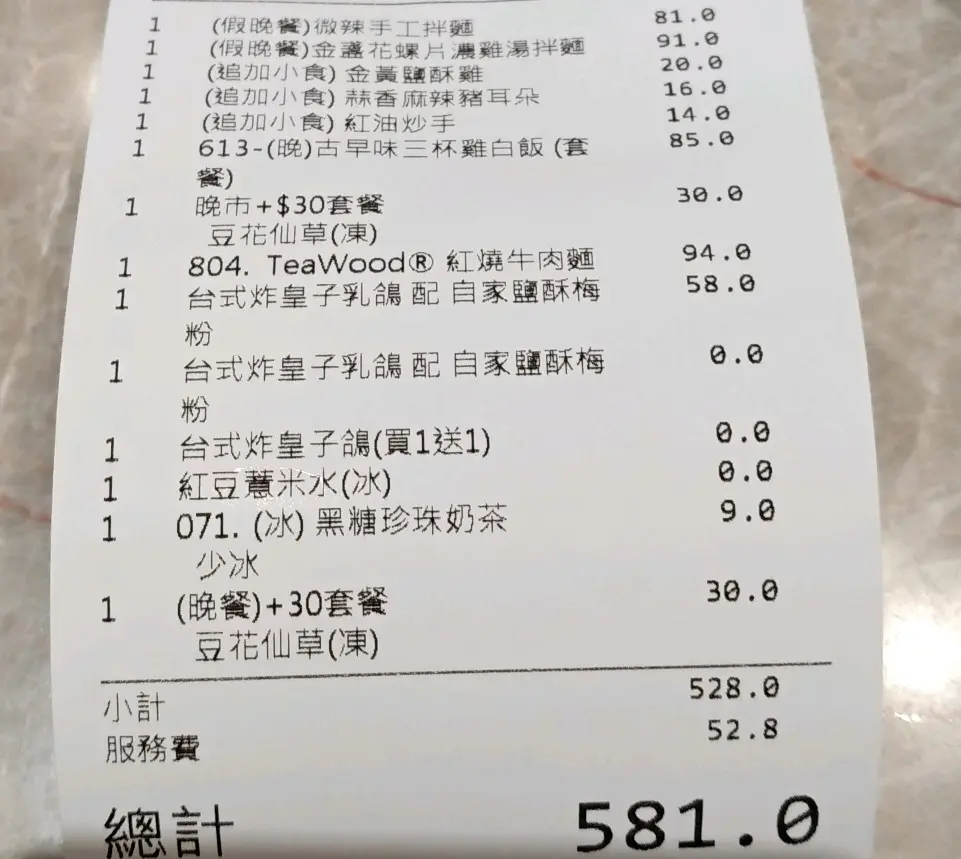 1 (假晚餐)微辣手工拌麵 81.0
1 (假晚餐)金盞花螺片濃雞湯拌麵 91.0
1 (追加小食) 金黃鹽酥雞 20.0
1 (追加小食) 蒜香麻辣豬耳朵 16.0
1 (追加小食) 紅油炒手 14.0
1 613-(晚)古早味三杯雞白飯 (套 85.0
餐)
1 晚市+$30套餐 30.0
豆花仙草(凍)
1 804. TeaWood® 紅燒牛肉麵 94.0
1 台式炸皇子乳鴿 配 自家鹽酥梅 58.0
粉
1 台式炸皇子乳鴿 配 自家鹽酥梅 0.0
粉
1 台式炸皇子鴿(買1送1) 0.0
1 紅豆薏米水(冰) 0.0
1 071. (冰) 黑糖珍珠奶茶 9.0
少冰
1 (晚餐)+30套餐 30.0
豆花仙草(凍)
小計 528.0
服務費 52.8
總計 581.0